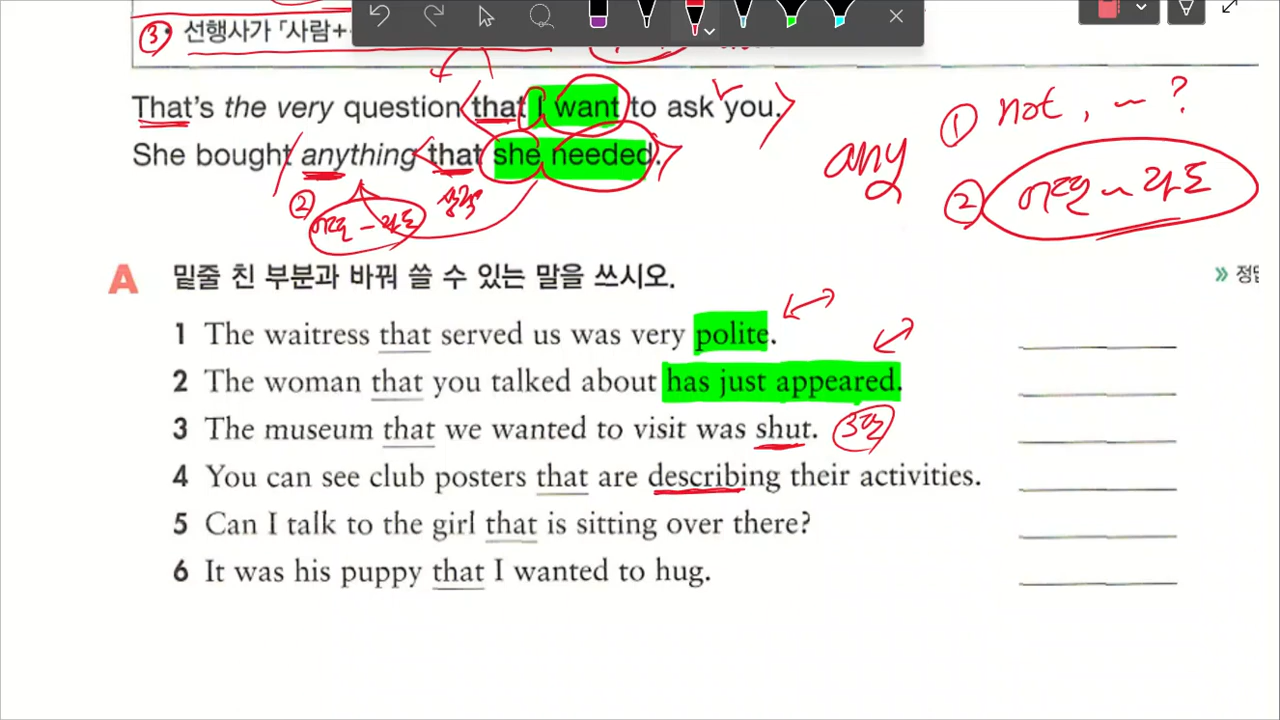 ③ 선행사가 「사람+
That's the very question that I want to ask you.
① not, ~ ?
She bought anything that she needed.
any
② 어떤 ~ 라도
② 어떤 ~ 라도
생략
A 밑줄 친 부분과 바꿔 쓸 수 있는 말을 쓰시오.
» 정답
1 The waitress that served us was very polite.
2 The woman that you talked about has just appeared.
3 The museum that we wanted to visit was shut.
4 You can see club posters that are describing their activities.
5 Can I talk to the girl that is sitting over there?
6 It was his puppy that I wanted to hug.